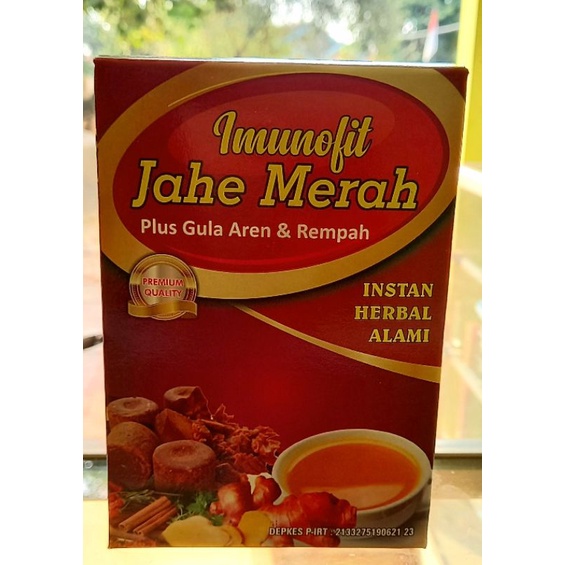 Imunofit
Jahe Merah
Plus Gula Aren & Rempah
PREMIUM
QUALITY
INSTAN
HERBAL
ALAMI
DEPKES P-IRT : 2133275190621 23